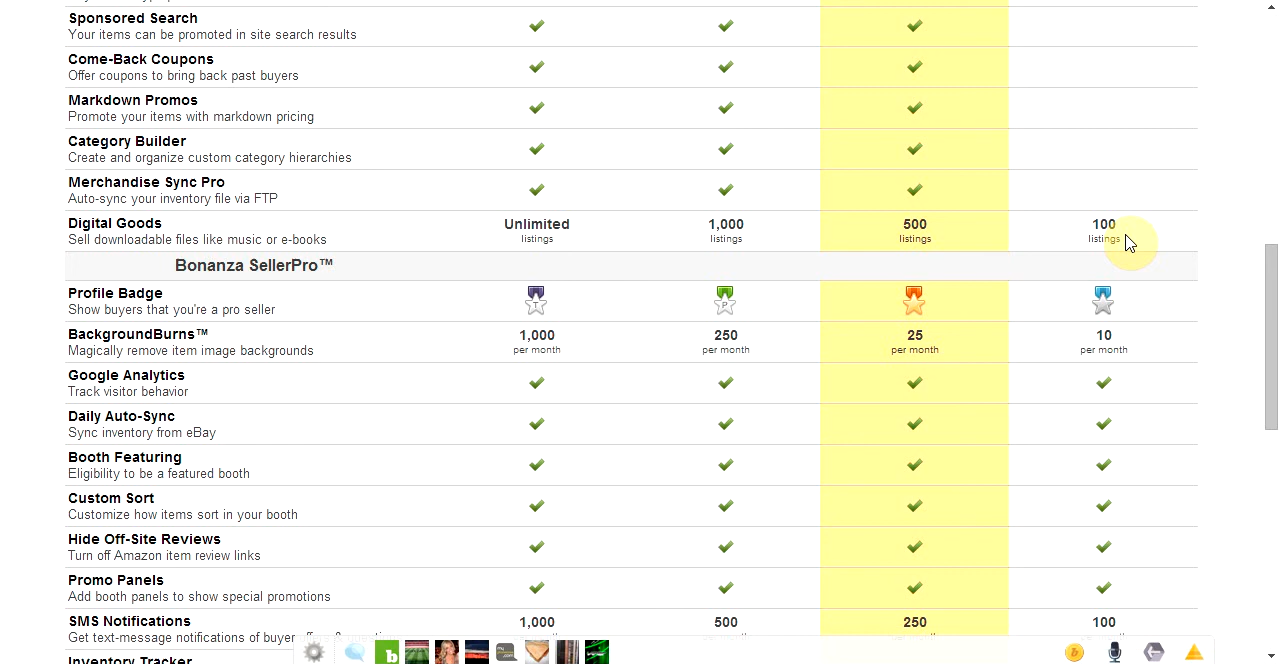 Sponsored Search
Your items can be promoted in site search results
Come-Back Coupons
Offer coupons to bring back past buyers
Markdown Promos
Promote your items with markdown pricing
Category Builder
Create and organize custom category hierarchies
Merchandise Sync Pro
Auto-sync your inventory file via FTP
Digital Goods Unlimited 1,000 500 100
Sell downloadable files like music or e-books listings listings listings listings
Bonanza SellerPro™
Profile Badge
Show buyers that you're a pro seller T P
BackgroundBurns™ 1,000 250 25 10
Magically remove item image backgrounds per month per month per month per month
Google Analytics
Track visitor behavior
Daily Auto-Sync
Sync inventory from eBay
Booth Featuring
Eligibility to be a featured booth
Custom Sort
Customize how items sort in your booth
Hide Off-Site Reviews
Turn off Amazon item review links
Promo Panels
Add booth panels to show special promotions
SMS Notifications 1,000 500 250 100
Get text-message notifications of buyer
Inventory Tracker